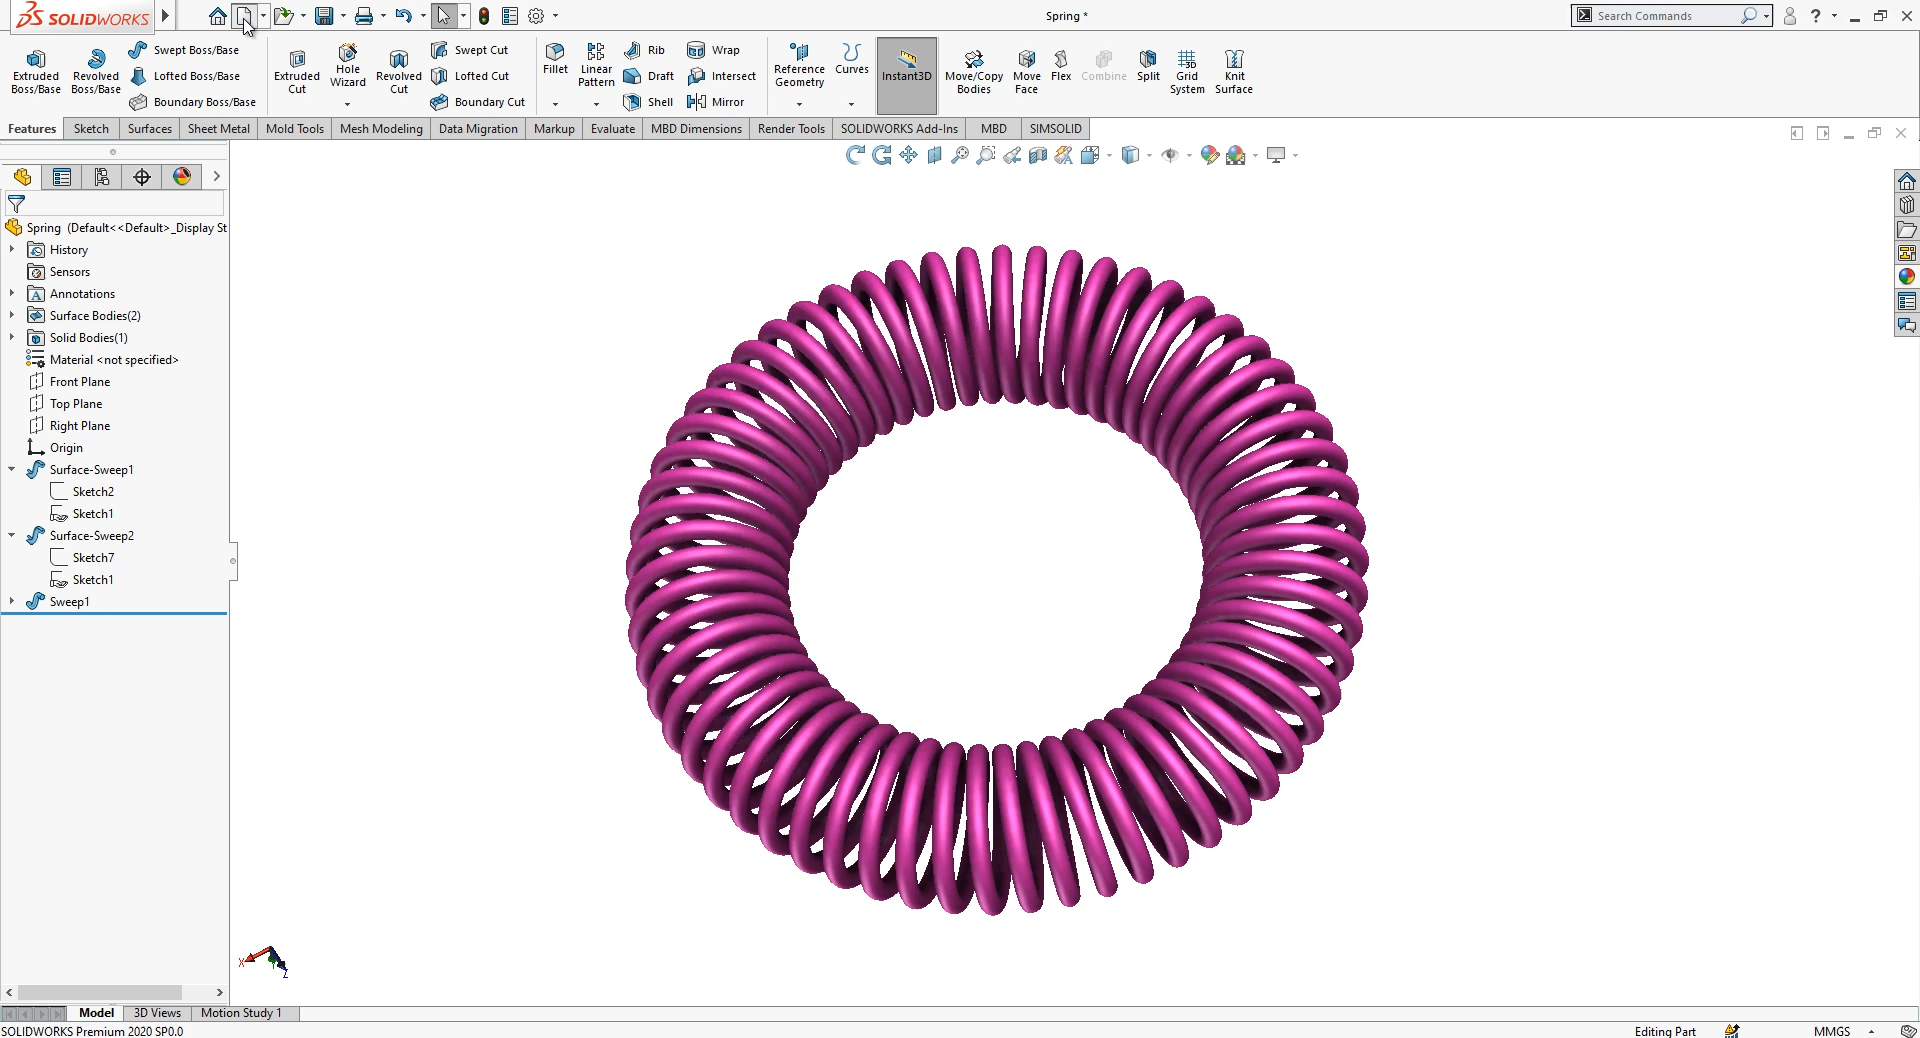 SOLIDWORKS
Spring *
Search Commands
Extruded Boss/Base
Revolved Boss/Base
Swept Boss/Base
Lofted Boss/Base
Boundary Boss/Base
Extruded Cut
Hole Wizard
Revolved Cut
Swept Cut
Lofted Cut
Boundary Cut
Fillet
Linear Pattern
Rib
Draft
Shell
Wrap
Intersect
Mirror
Reference Geometry
Curves
Instant3D
Move/Copy Bodies
Move Face
Flex
Combine
Split
Grid System
Knit Surface
Features Sketch Surfaces Sheet Metal Mold Tools Mesh Modeling Data Migration Markup Evaluate MBD Dimensions Render Tools SOLIDWORKS Add-Ins MBD SIMSOLID
Spring (Default<<Default>_Display St
History
Sensors
Annotations
Surface Bodies(2)
Solid Bodies(1)
Material <not specified>
Front Plane
Top Plane
Right Plane
Origin
Surface-Sweep1
Sketch2
Sketch1
Surface-Sweep2
Sketch7
Sketch1
Sweep1
X
Z
Model 3D Views Motion Study 1
SOLIDWORKS Premium 2020 SP0.0
Editing Part
MMGS